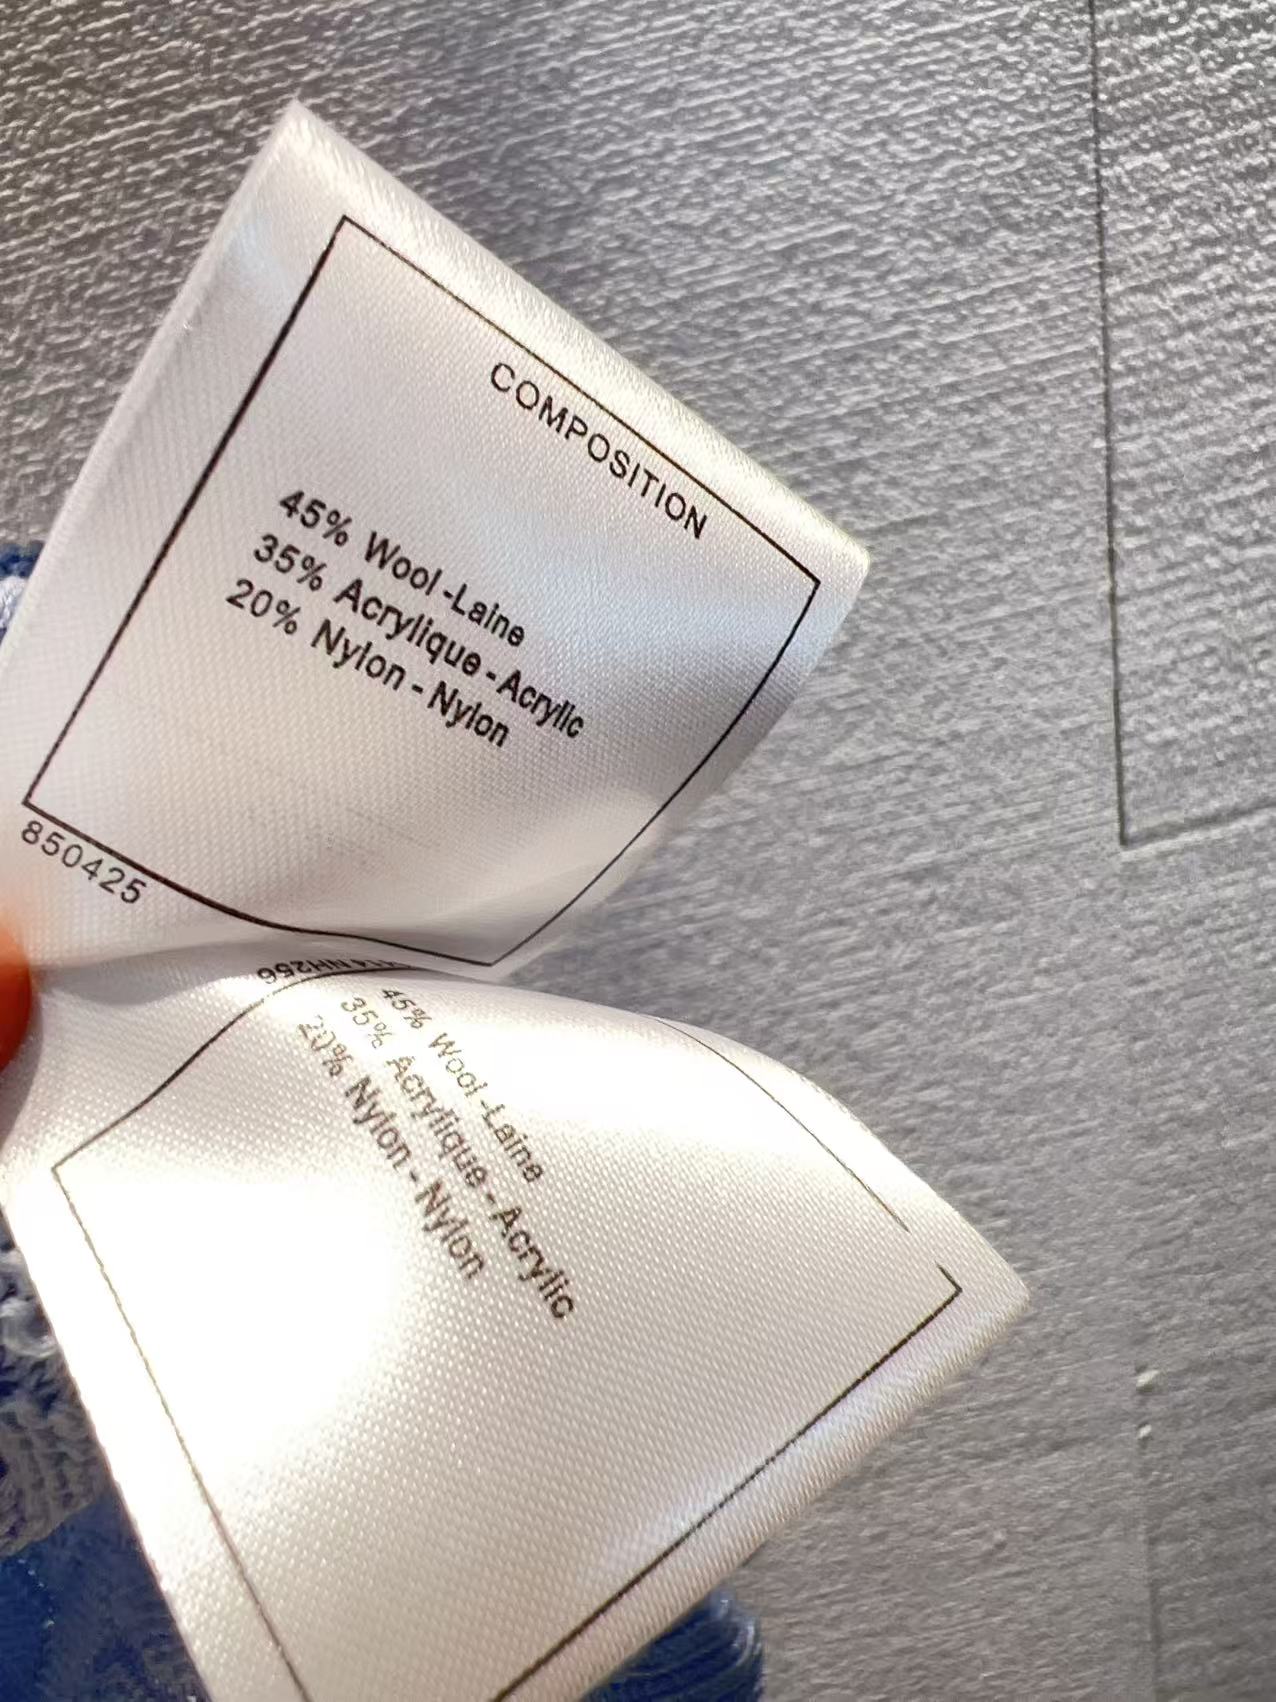 COMPOSITION
45% Wool-Laine
35% Acrylique - Acrylic
20% Nylon - Nylon
850425
45% Wool-Laine
35% Acrylique - Acrylic
20% Nylon - Nylon